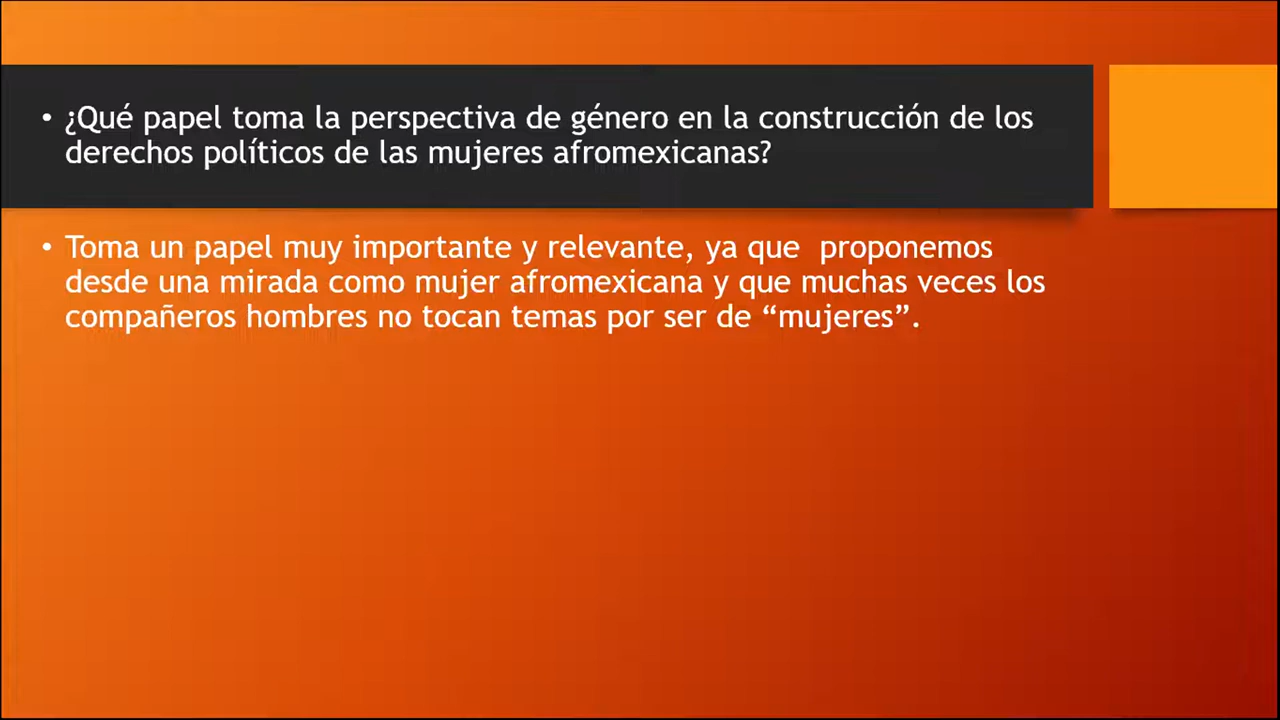 • ¿Qué papel toma la perspectiva de género en la construcción de los
derechos políticos de las mujeres afromexicanas?
• Toma un papel muy importante y relevante, ya que  proponemos
desde una mirada como mujer afromexicana y que muchas veces los
compañeros hombres no tocan temas por ser de “mujeres”.